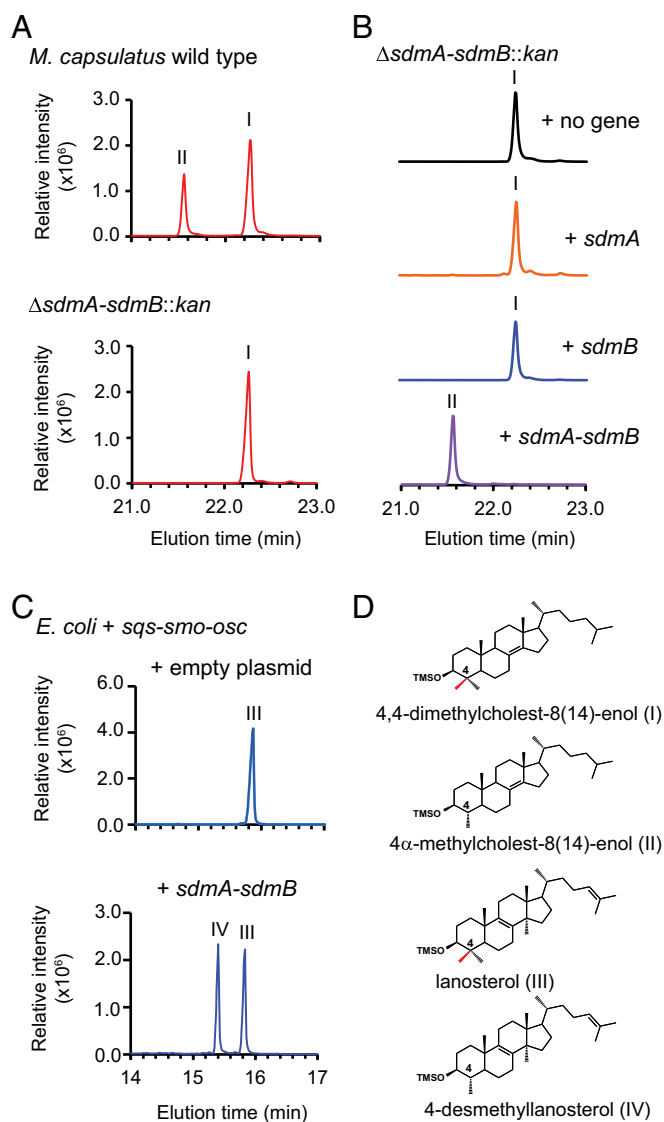 A
M. capsulatus wild type
Relative intensity
(x10⁶)
3.0
2.0
1.0
0.0
II
I
ΔsdmA-sdmB::kan
Relative intensity
(x10⁶)
3.0
2.0
1.0
0.0
I
21.0 22.0 23.0
Elution time (min)
B
ΔsdmA-sdmB::kan
I
+ no gene
I
+ sdmA
I
+ sdmB
II
+ sdmA-sdmB
21.0 22.0 23.0
Elution time (min)
C
E. coli + sqs-smo-osc
+ empty plasmid
Relative intensity
(x10⁶)
6.0
4.0
2.0
0.0
III
+ sdmA-sdmB
Relative intensity
(x10⁶)
3.0
2.0
1.0
0.0
IV III
14 15 16 17
Elution time (min)
D
4
TMSO
4,4-dimethylcholest-8(14)-enol (I)
4
TMSO
4α-methylcholest-8(14)-enol (II)
4
TMSO
lanosterol (III)
4
TMSO
4-desmethyllanosterol (IV)